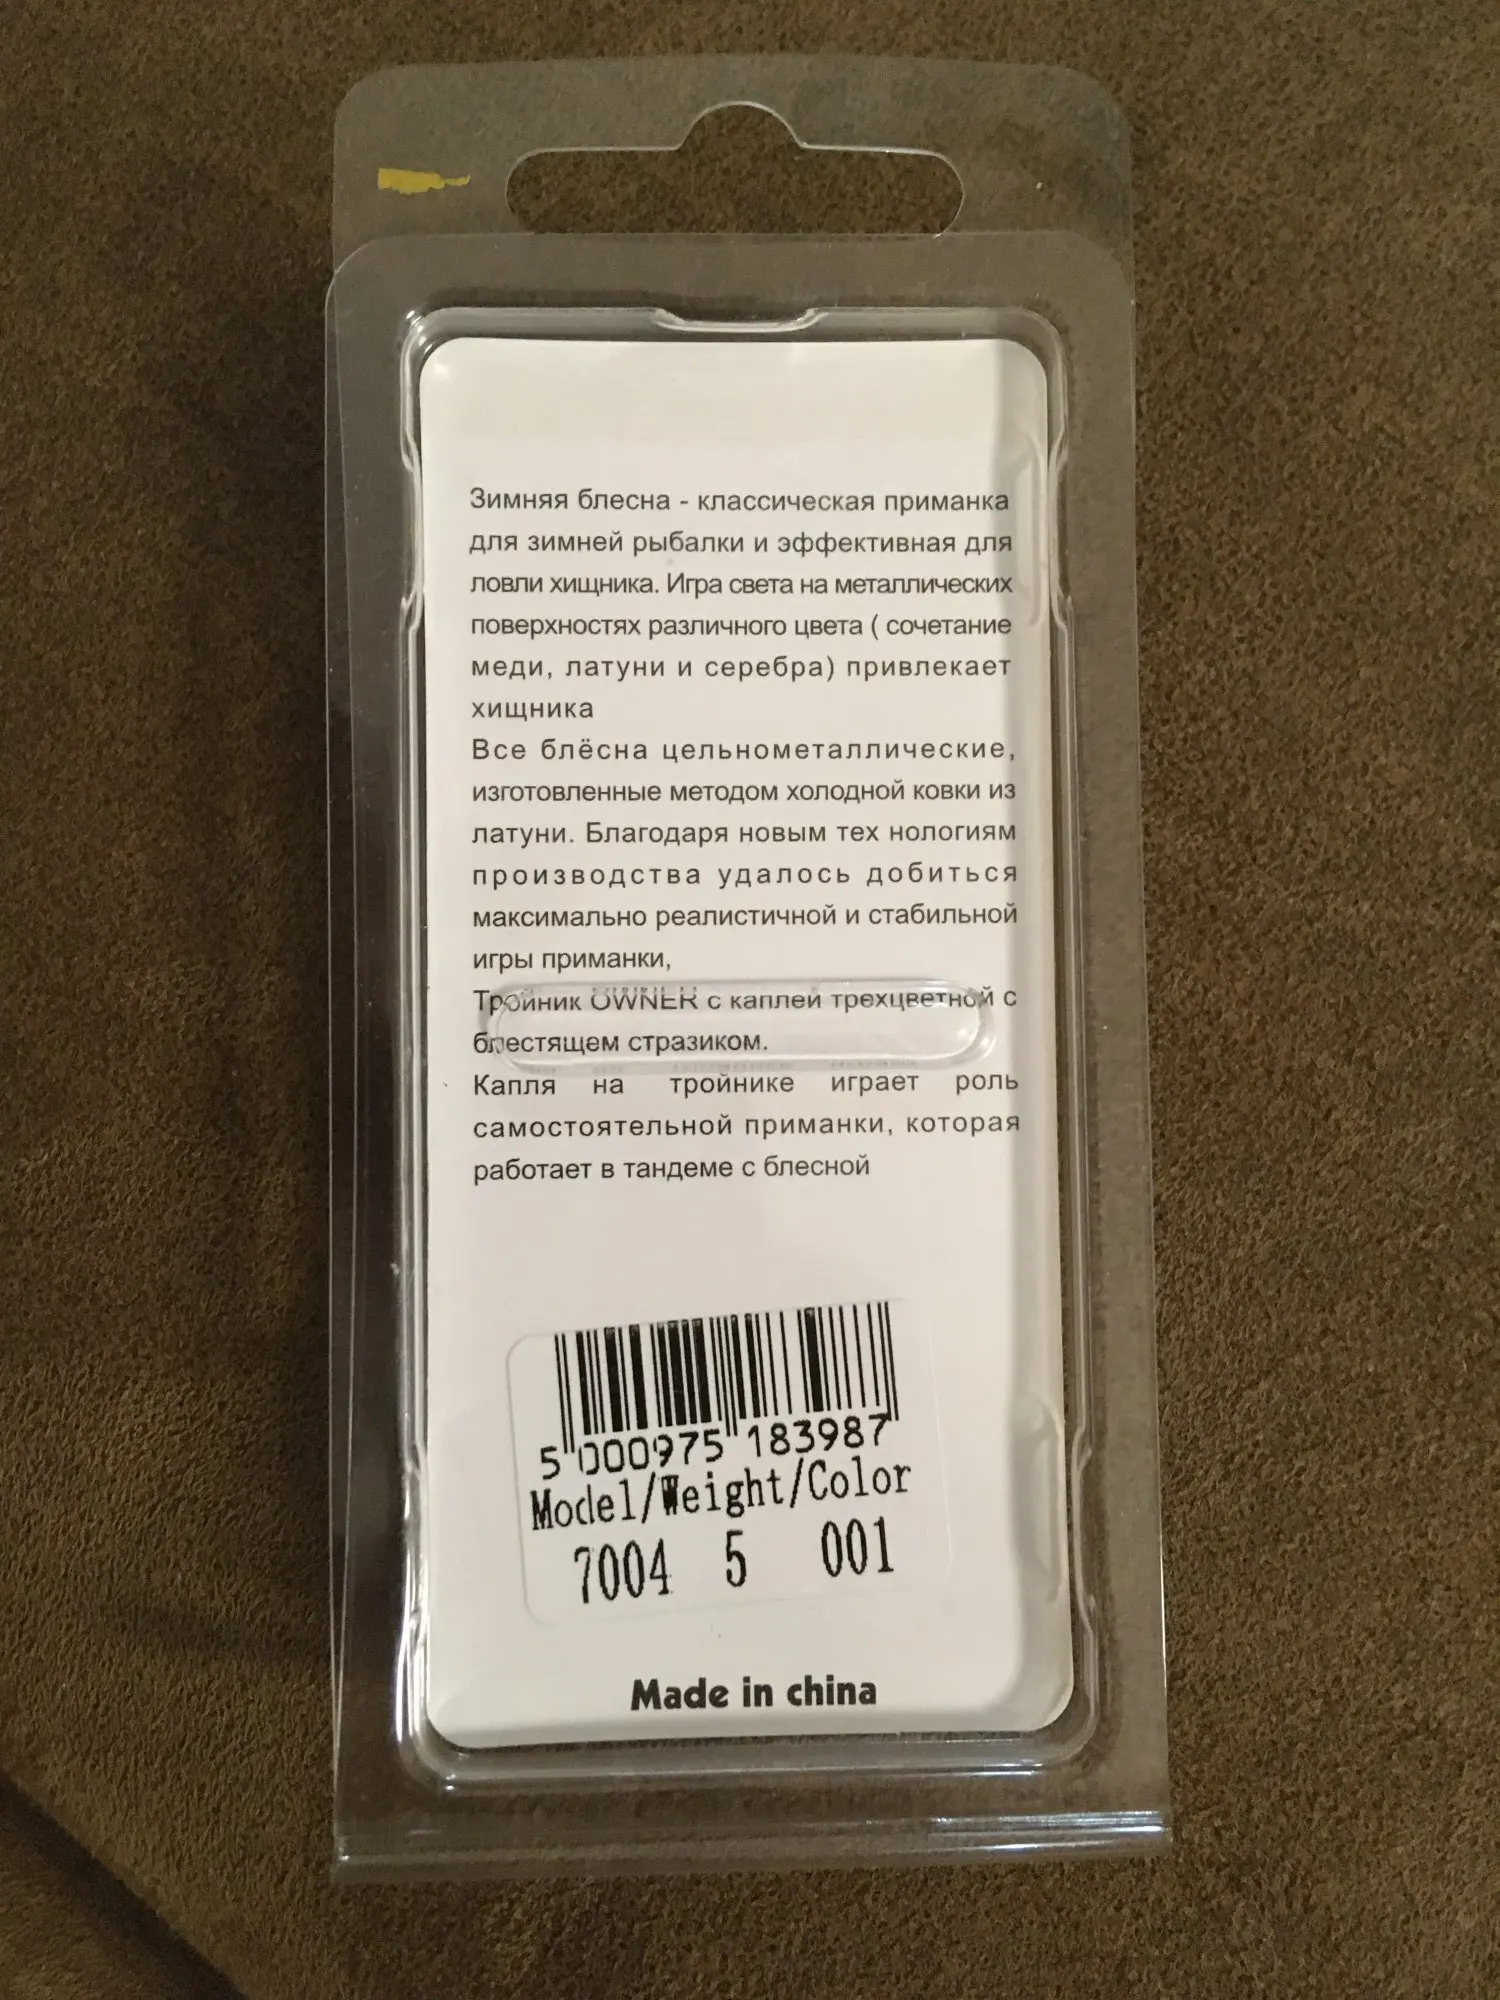 Зимняя блесна - классическая приманка
для зимней рыбалки и эффективная для
ловли хищника. Игра света на металлических
поверхностях различного цвета ( сочетание
меди, латуни и серебра) привлекает
хищника
Все блёсна цельнометаллические,
изготовленные методом холодной ковки из
латуни. Благодаря новым тех нологиям
производства удалось добиться
максимально реалистичной и стабильной
игры приманки,
Тройник OWNER с каплей трехцветной с
блестящем стразиком.
Капля на тройнике играет роль
самостоятельной приманки, которая
работает в тандеме с блесной
5 000975 183987
Model/Weight/Color
7004 5 001
Made in china